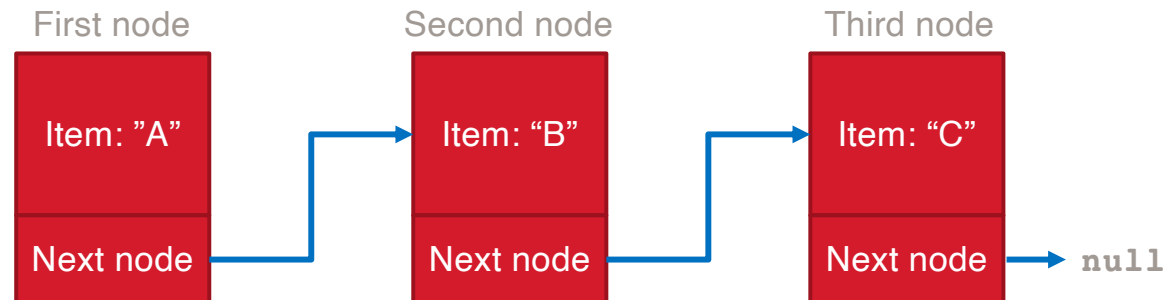 First node
Second node
Third node
Item: ”A”
Item: “B”
Item: “C”
Next node
Next node
Next node
null